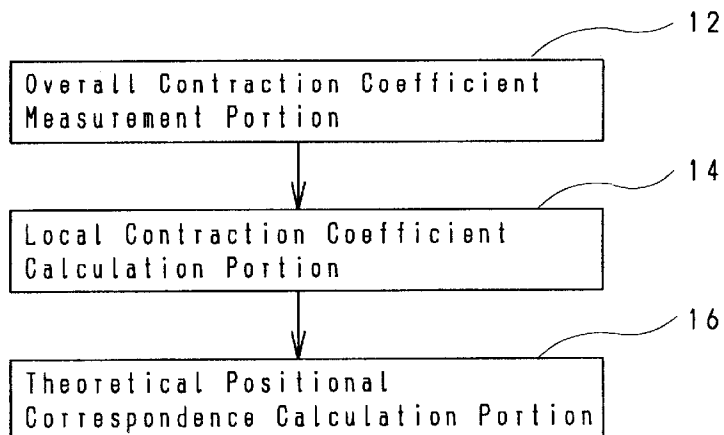 12
Overall Contraction Coefficient
Measurement Portion
14
Local Contraction Coefficient
Calculation Portion
16
Theoretical Positional
Correspondence Calculation Portion